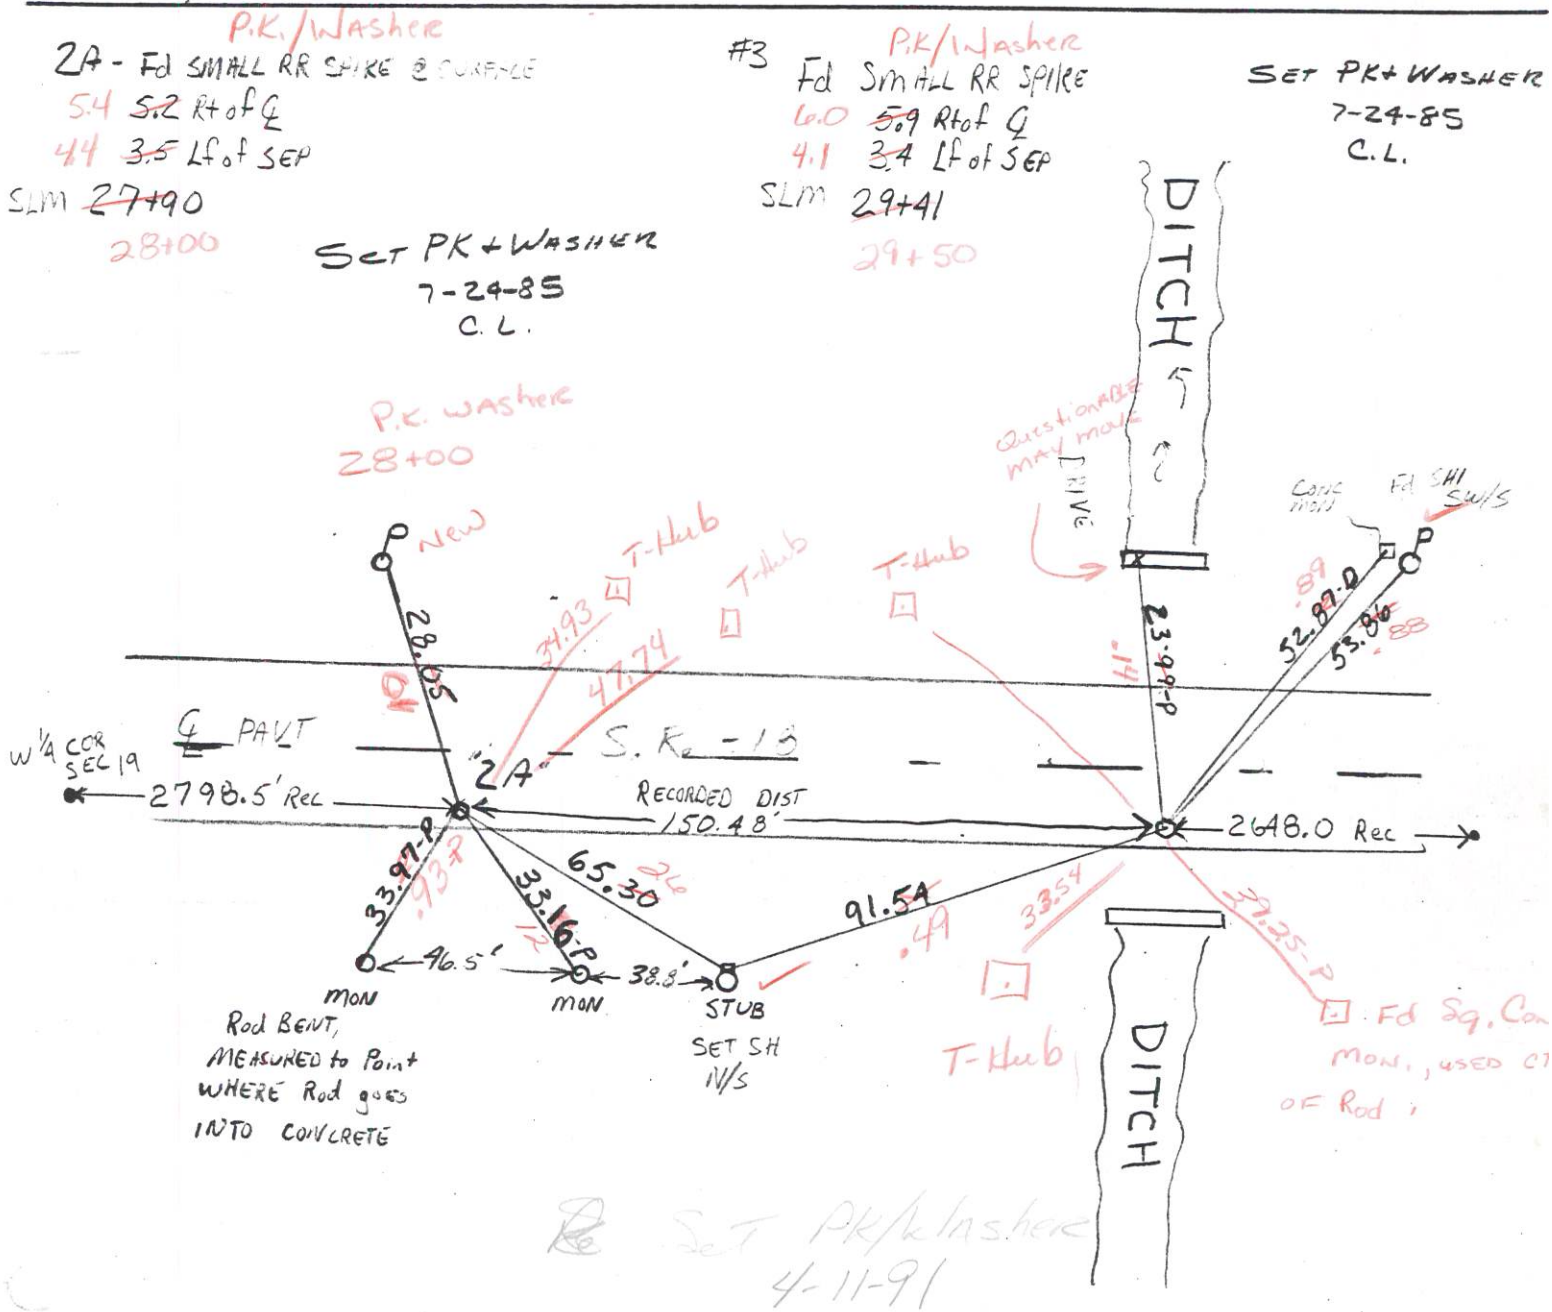 P.K./Washer
2A - Fd SMALL RR SPIKE @ SURFACE
5.4 5.2 Rt of ℄
4.4 3.5 Lf of SEP
SLM 27+90
28+00
SET PK + WASHER
7-24-85
C.L.
P.K/Washer
#3 Fd Small RR SPIKE
6.0 5.9 Rt of ℄
4.1 3.4 Lf of SEP
SLM 29+41
29+50
SET PK + WASHER
7-24-85
C.L.
DITCH
P.K. washer
28+00
Questionable
may move
DRIVE
CONC
MON
Fd SHI
SW/S
New
T-Hub
T-Hub
T-Hub
28.05
34.93
47.74
23.99-P
.14
52.87-P
.89
53.86
.88
W 1/4 COR
SEC 19
℄ PAVT
"2A"
S.R. - 18
2798.5' Rec
RECORDED DIST
150.48'
2648.0 Rec
33.97-P
.93-P
33.16-P
12
65.30
26
91.54
.49
33.54
39.25-P
46.5'
38.8'
MON
MON
STUB
SET SH
N/S
Rod BENT,
MEASURED to Point
WHERE Rod goes
INTO CONCRETE
T-Hub
DITCH
Fd Sq. Con
MON., USED CT
OF Rod
Set PK/Washer
4-11-91